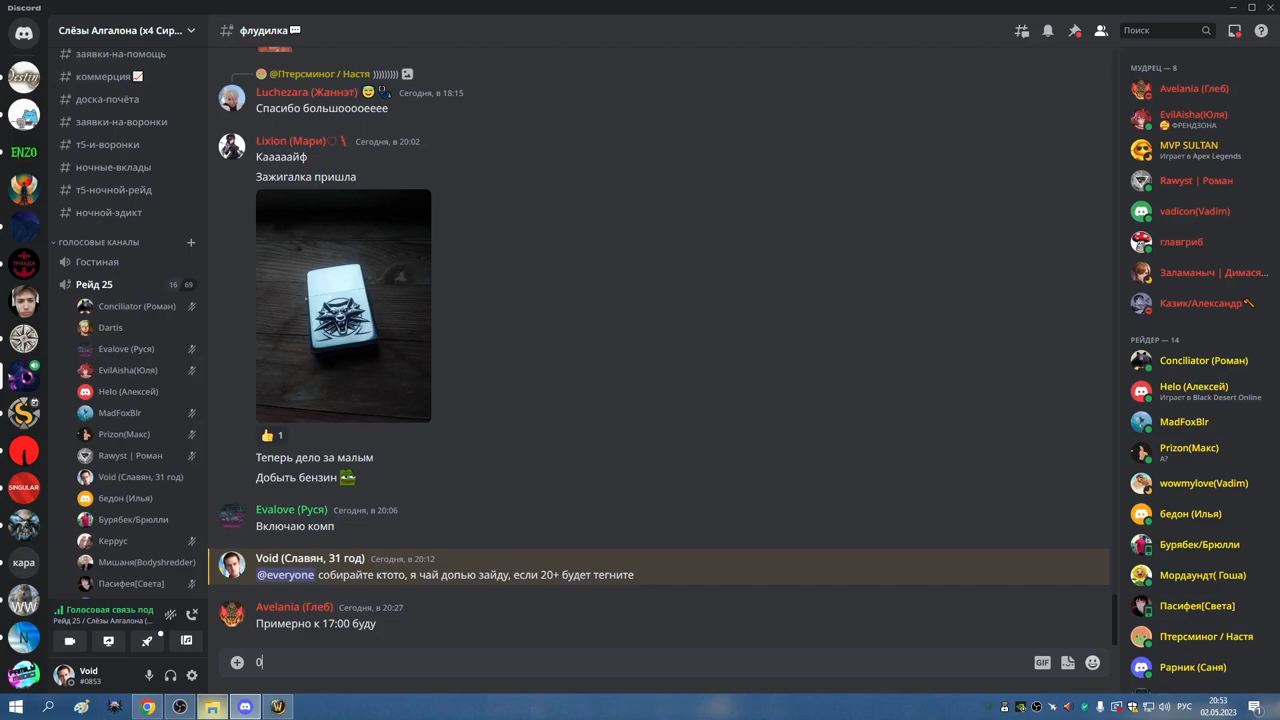 Discord
Слёзы Алгалона (x4 Сир...
флудилка
Поиск
заявки-на-помощь
коммерция
доска-почёта
заявки-на-воронки
т5-и-воронки
ночные-вклады
т5-ночной-рейд
ночной-эдикт
ГОЛОСОВЫЕ КАНАЛЫ
Гостиная
Рейд 25 16 69
Conciliator (Роман)
Dartis
Evalove (Руся)
EvilAisha(Юля)
Helo (Алексей)
MadFoxBlr
Prizon(Макс)
Rawyst | Роман
Void (Славян, 31 год)
бедон (Илья)
Бурябек/Брюлли
Керрус
Мишаня(Bodyshredder)
Пасифея[Света]
Голосовая связь под
Рейд 25 / Слёзы Алгалона (...
Void
#0853
ENZO
ТРИАДА
SINGULAR
кара
WW
@Птерсминог / Настя )))))))))
Luchezara (Жаннэт) Сегодня, в 18:15
Спасибо большооооеееe
Lixion (Мари) Сегодня, в 20:02
Кааааайф
Зажигалка пришла
1
Теперь дело за малым
Добыть бензин
Evalove (Руся) Сегодня, в 20:06
Включаю комп
Void (Славян, 31 год) Сегодня, в 20:12
@everyone собирайте ктото, я чай допью зайду, если 20+ будет тегните
Avelania (Глеб) Сегодня, в 20:27
Примерно к 17:00 буду
0
GIF
МУДРЕЦ — 8
Avelania (Глеб)
EvilAisha(Юля)
ФРЕНДЗОНА
MVP SULTAN
Играет в Apex Legends
Rawyst | Роман
vadicon(Vadim)
главгриб
Заламаныч | Димася...
Казик/Александр
РЕЙДЕР — 14
Conciliator (Роман)
Helo (Алексей)
Играет в Black Desert Online
MadFoxBlr
Prizon(Макс)
А?
wowmylove(Vadim)
бедон (Илья)
Бурябек/Брюлли
Мордаундт( Гоша)
Пасифея[Света]
Птерсминог / Настя
Рарник (Саня)
РУС
20:53
02.05.2023